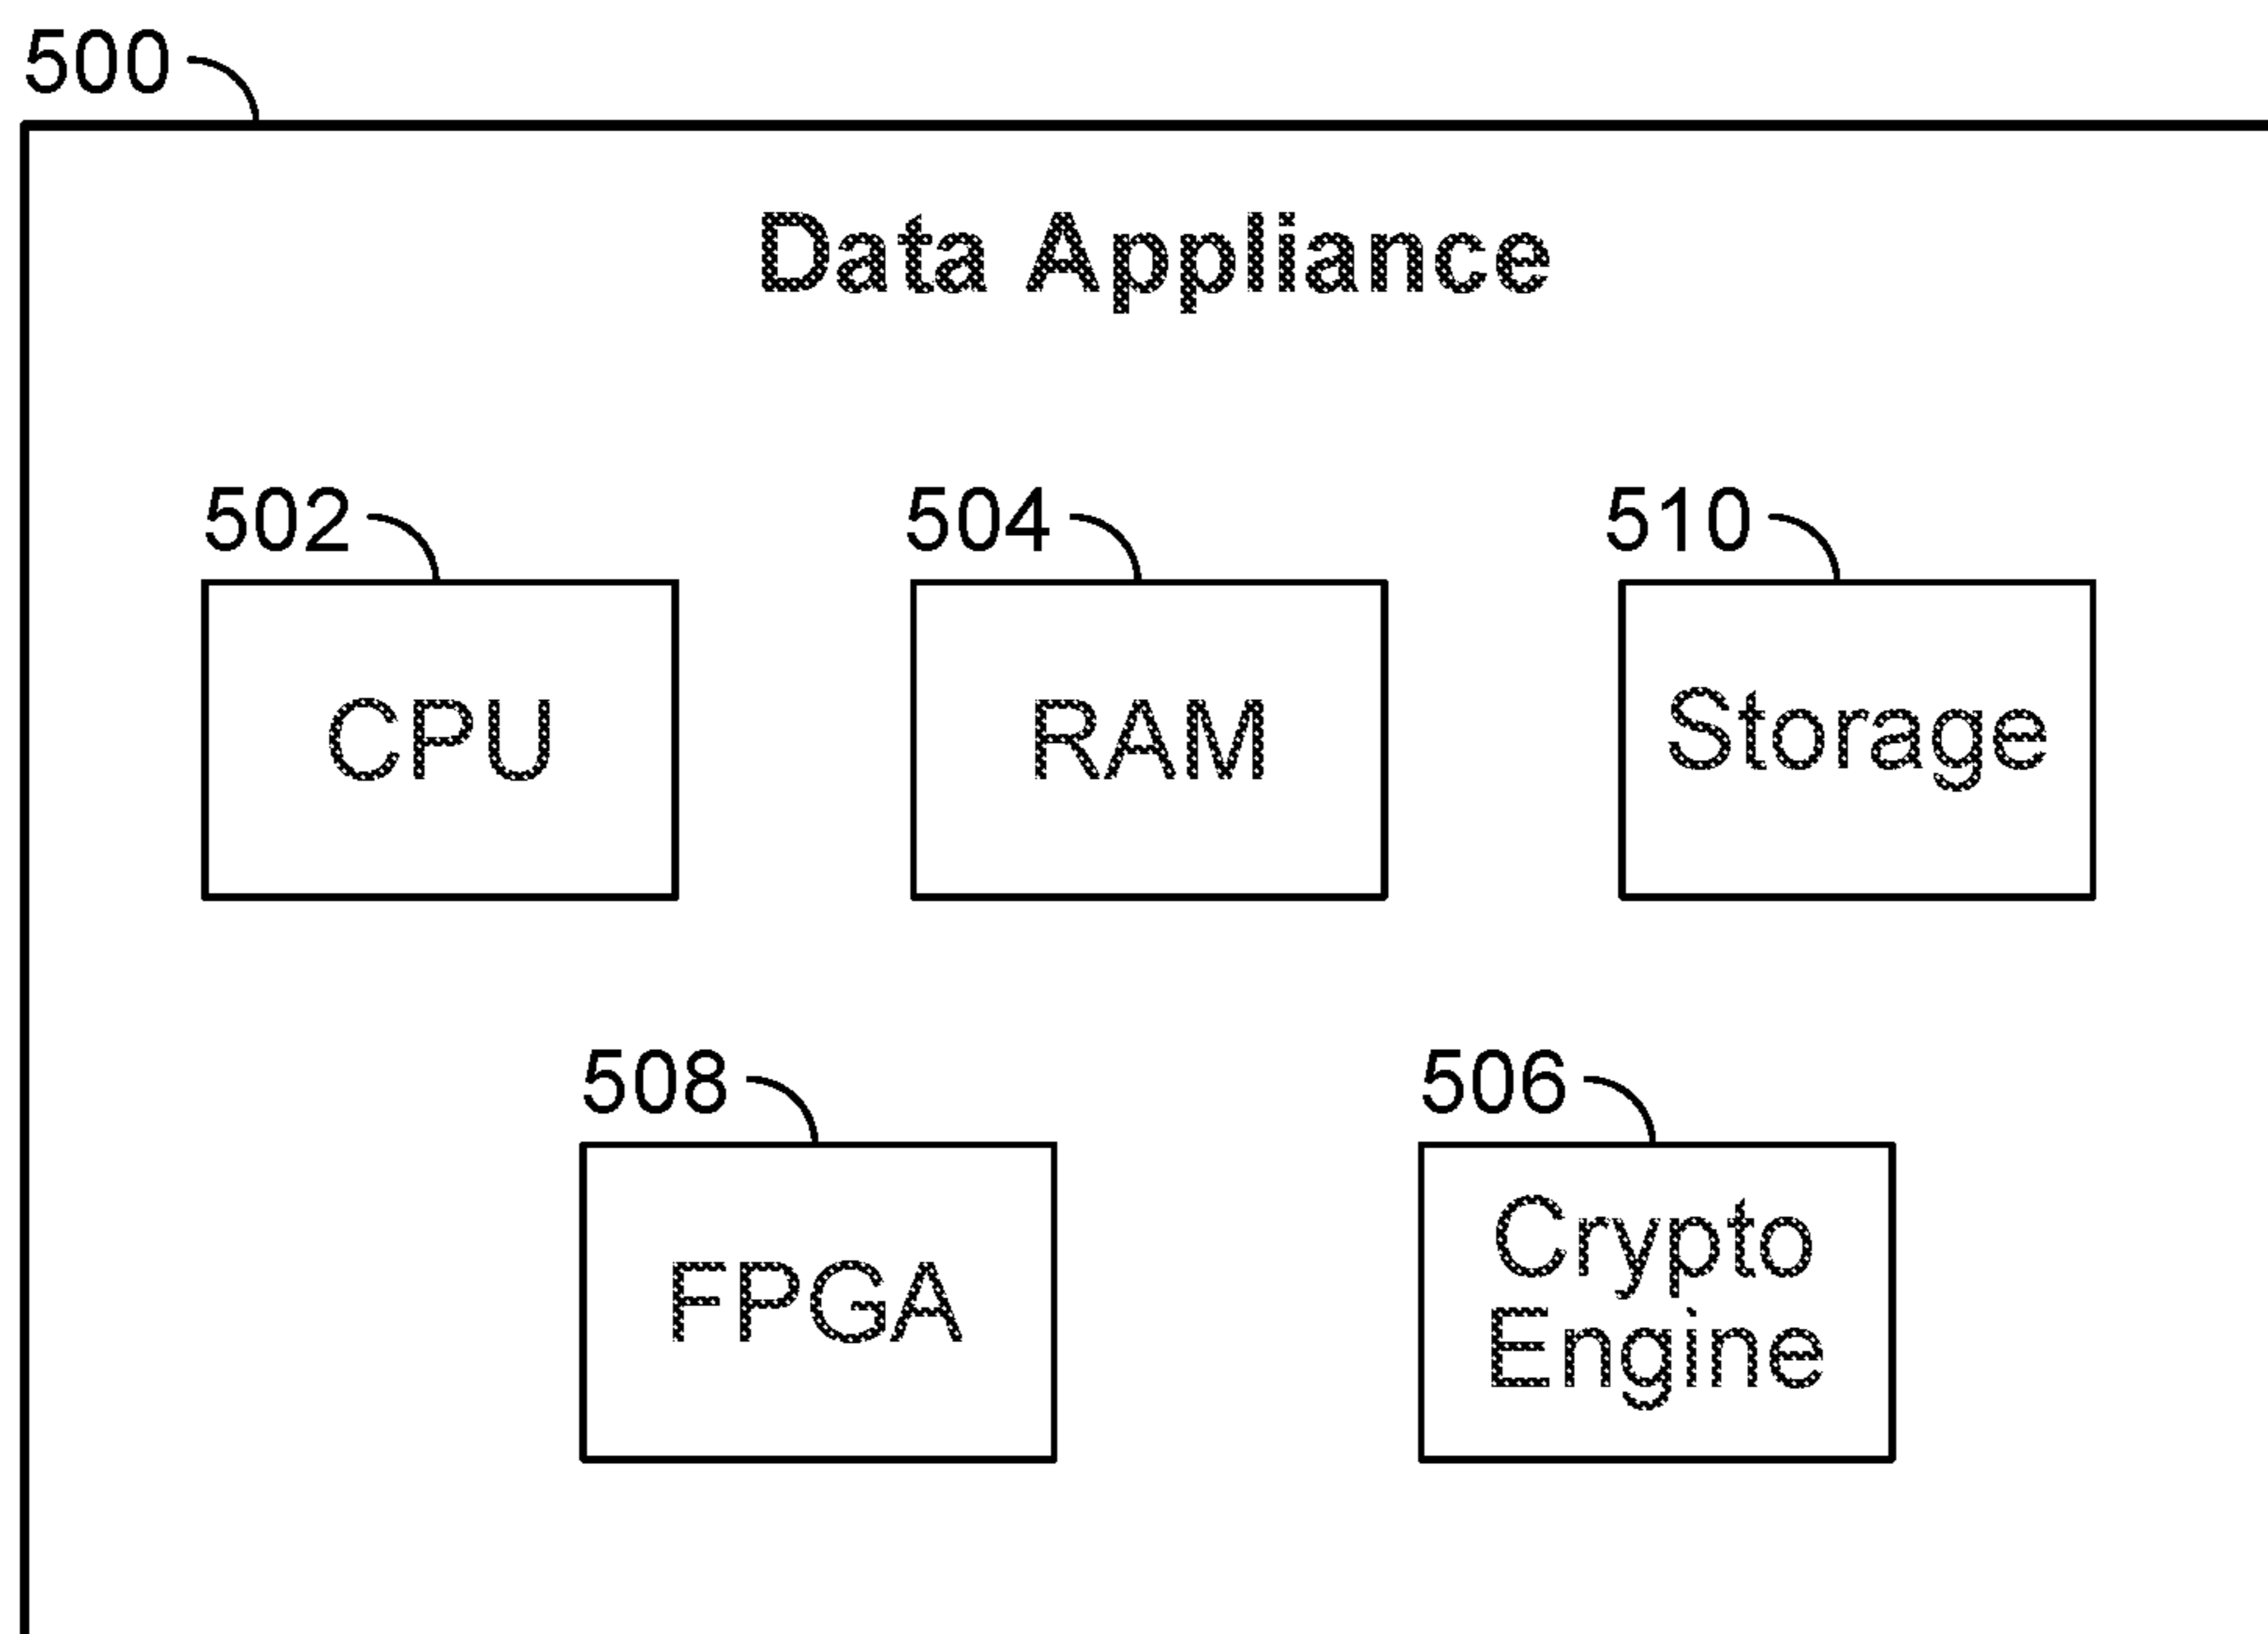 500
Data Appliance
502
504
510
CPU
RAM
Storage
508
506
FPGA
Crypto
Engine